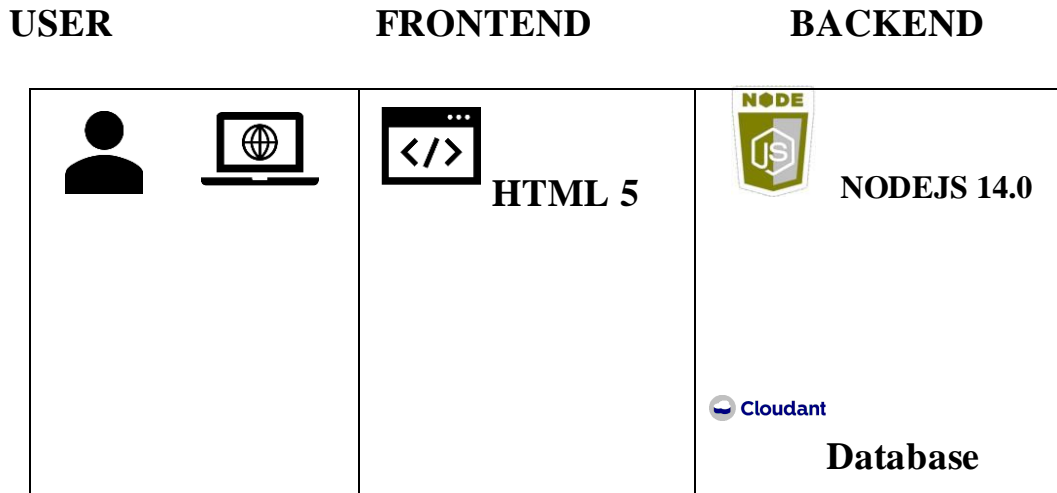 USER FRONTEND BACKEND
NODE
JS
</>
HTML 5
NODEJS 14.0
Cloudant
Database